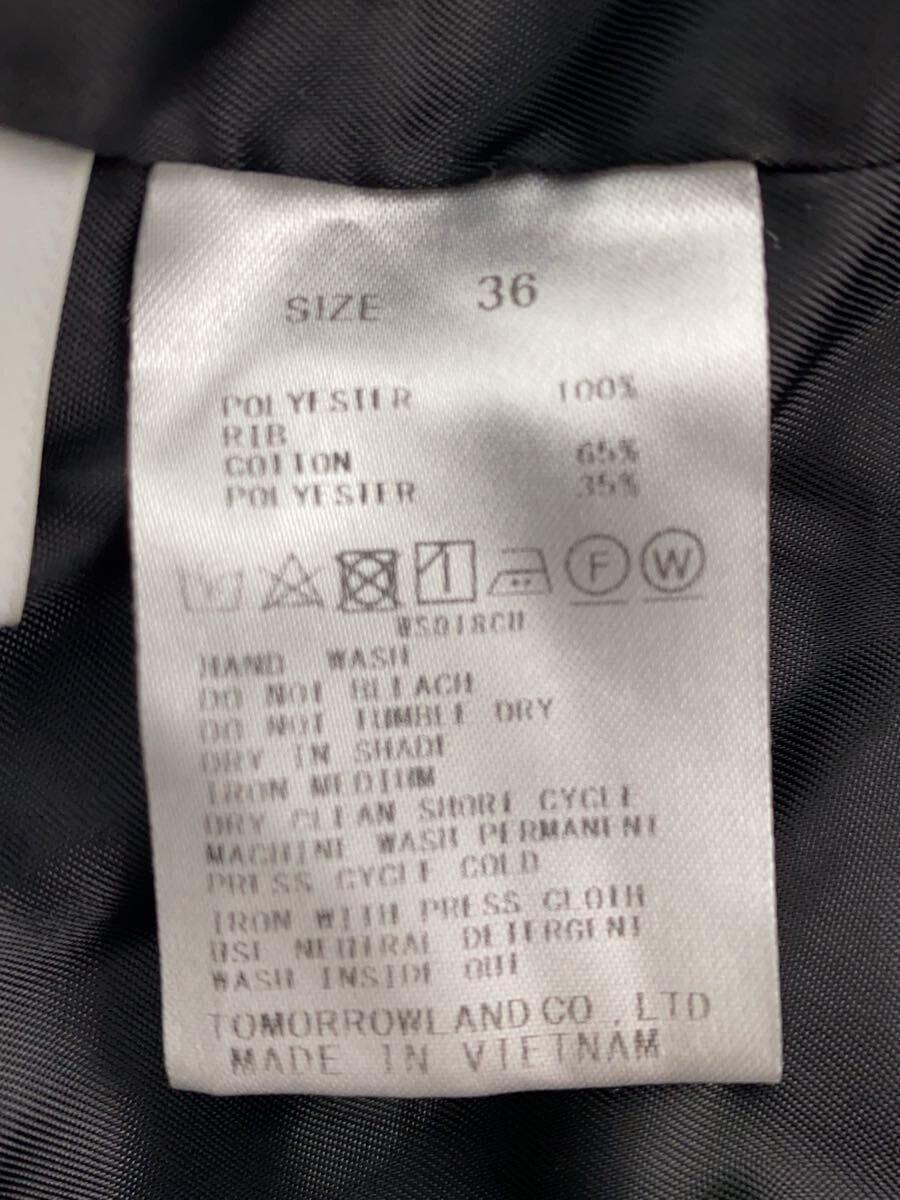 SIZE 36
POLYESTER 100%
RIB
COTTON 65%
POLYESTER 35%
F W
HAND WASH
DO NOT BLEACH
DO NOT TUMBLE DRY
DRY IN SHADE
IRON MEDIUM
DRY CLEAN SHORT CYCLE
MACHINE WASH PERMANENT
PRESS CYCLE COLD
IRON WITH PRESS CLOTH
USE NEUTRAL DETERGENT
WASH INSIDE OUT
TOMORROWLAND CO.,LTD
MADE IN VIETNAM